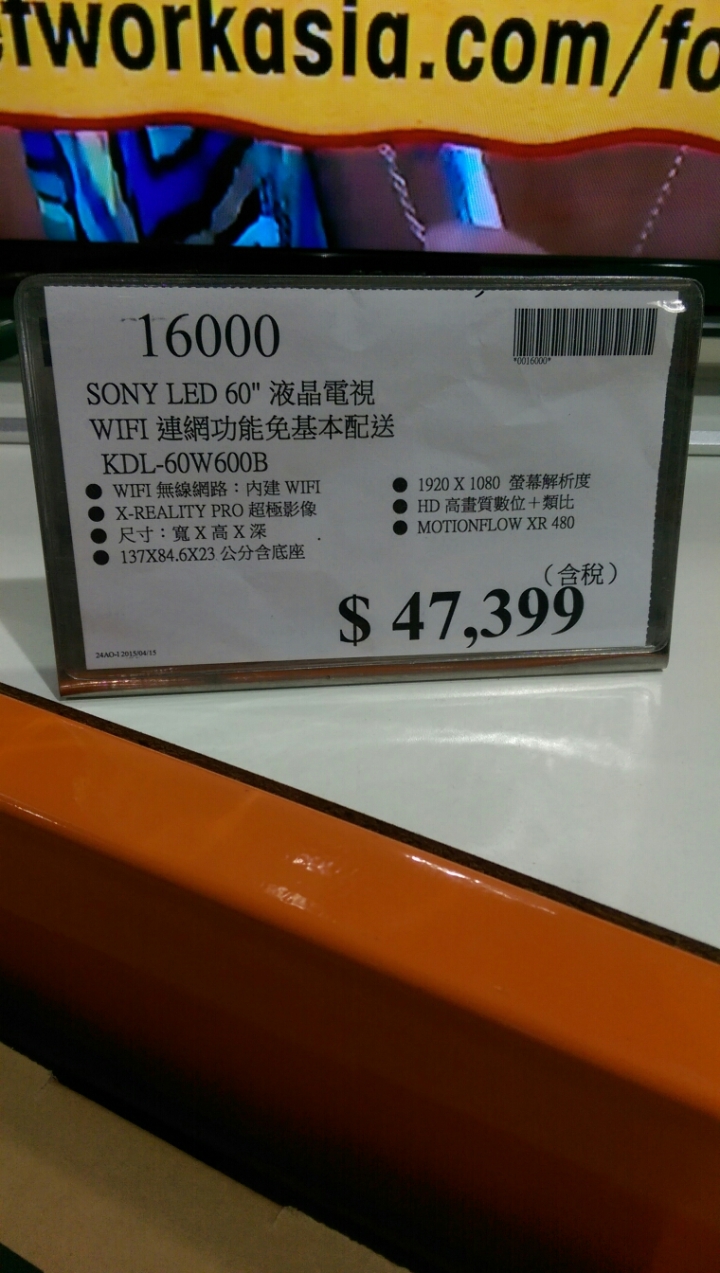 tworkasia.com/fo
16000
*0016000*
SONY LED 60" 液晶電視
WIFI 連網功能免基本配送
KDL-60W600B
● WIFI 無線網路：內建 WIFI
● X-REALITY PRO 超極影像
● 尺寸：寬 X 高 X 深
● 137X84.6X23 公分含底座
● 1920 X 1080 螢幕解析度
● HD 高畫質數位＋類比
● MOTIONFLOW XR 480
（含稅）
$ 47,399
24AO-I 2015/04/15